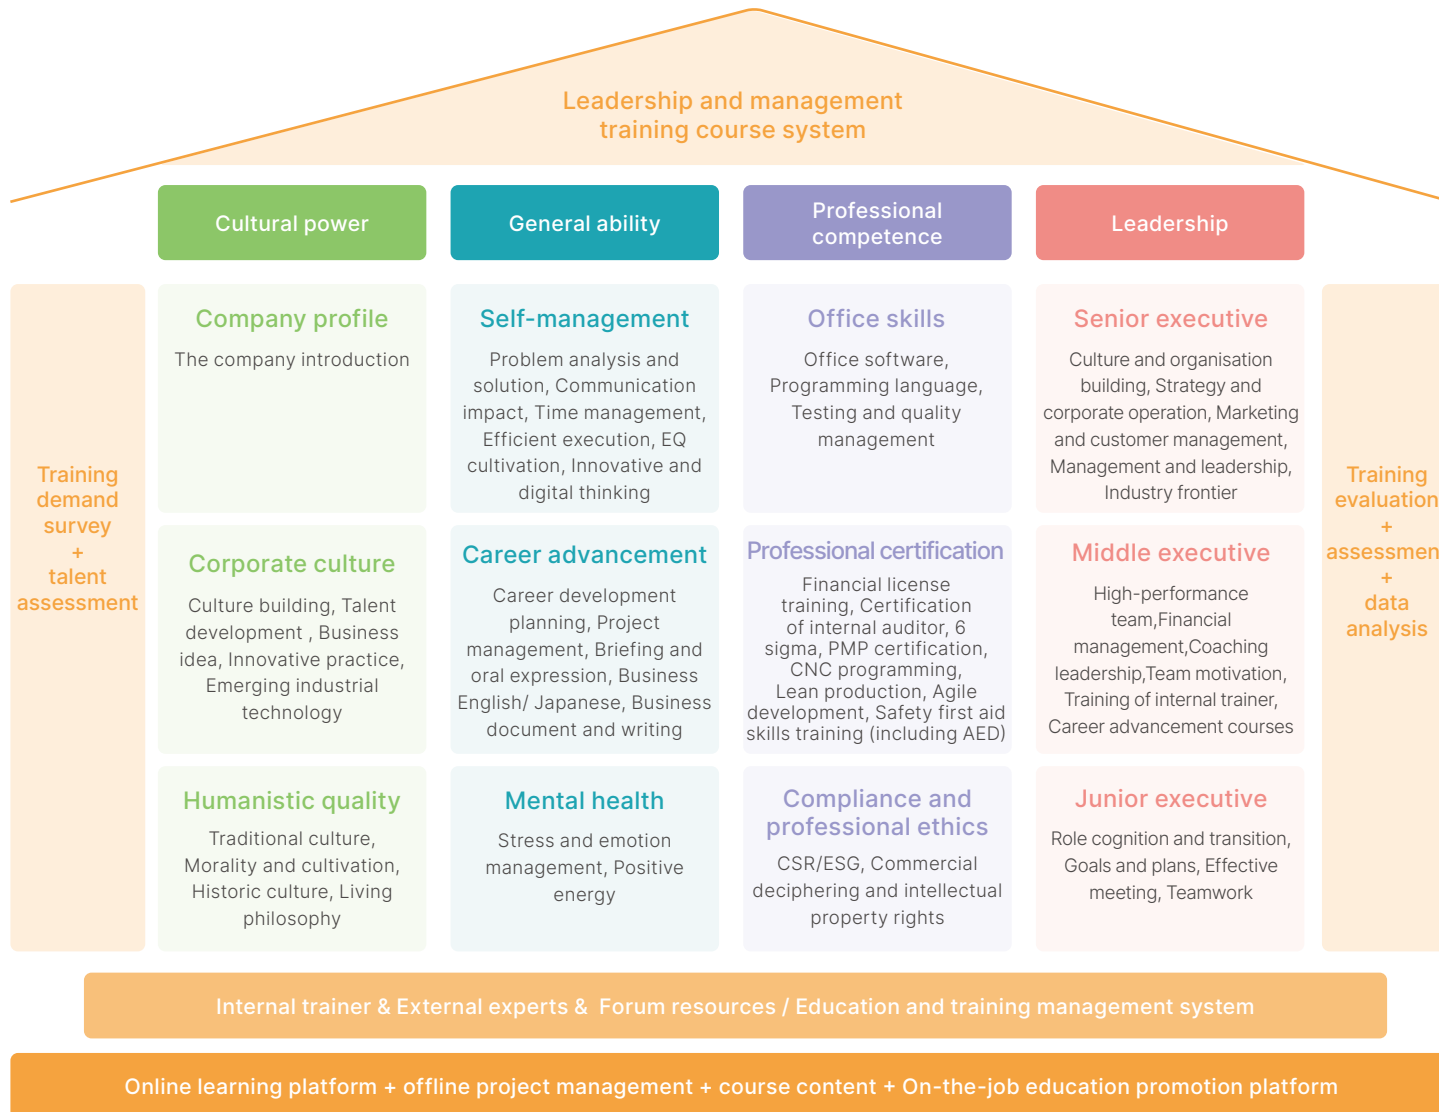 Leadership and management
training course system
Cultural power
General ability
Professional
competence
Leadership
Training
demand
survey
+
talent
assessment
Company profile
The company introduction
Corporate culture
Culture building, Talent
development , Business
idea, Innovative practice,
Emerging industrial
technology
Humanistic quality
Traditional culture,
Morality and cultivation,
Historic culture, Living
philosophy
Self-management
Problem analysis and
solution, Communication
impact, Time management,
Efficient execution, EQ
cultivation, Innovative and
digital thinking
Career advancement
Career development
planning, Project
management, Briefing and
oral expression, Business
English/ Japanese, Business
document and writing
Mental health
Stress and emotion
management, Positive
energy
Office skills
Office software,
Programming language,
Testing and quality
management
Professional certification
Financial license
training, Certification
of internal auditor, 6
sigma, PMP certification,
CNC programming,
Lean production, Agile
development, Safety first aid
skills training (including AED)
Compliance and
professional ethics
CSR/ESG, Commercial
deciphering and intellectual
property rights
Senior executive
Culture and organisation
building, Strategy and
corporate operation, Marketing
and customer management,
Management and leadership,
Industry frontier
Middle executive
High-performance
team,Financial
management,Coaching
leadership,Team motivation,
Training of internal trainer,
Career advancement courses
Junior executive
Role cognition and transition,
Goals and plans, Effective
meeting, Teamwork
Training
evaluation
+
assessmen
+
data
analysis
Internal trainer & External experts & Forum resources / Education and training management system
Online learning platform + offline project management + course content + On-the-job education promotion platform